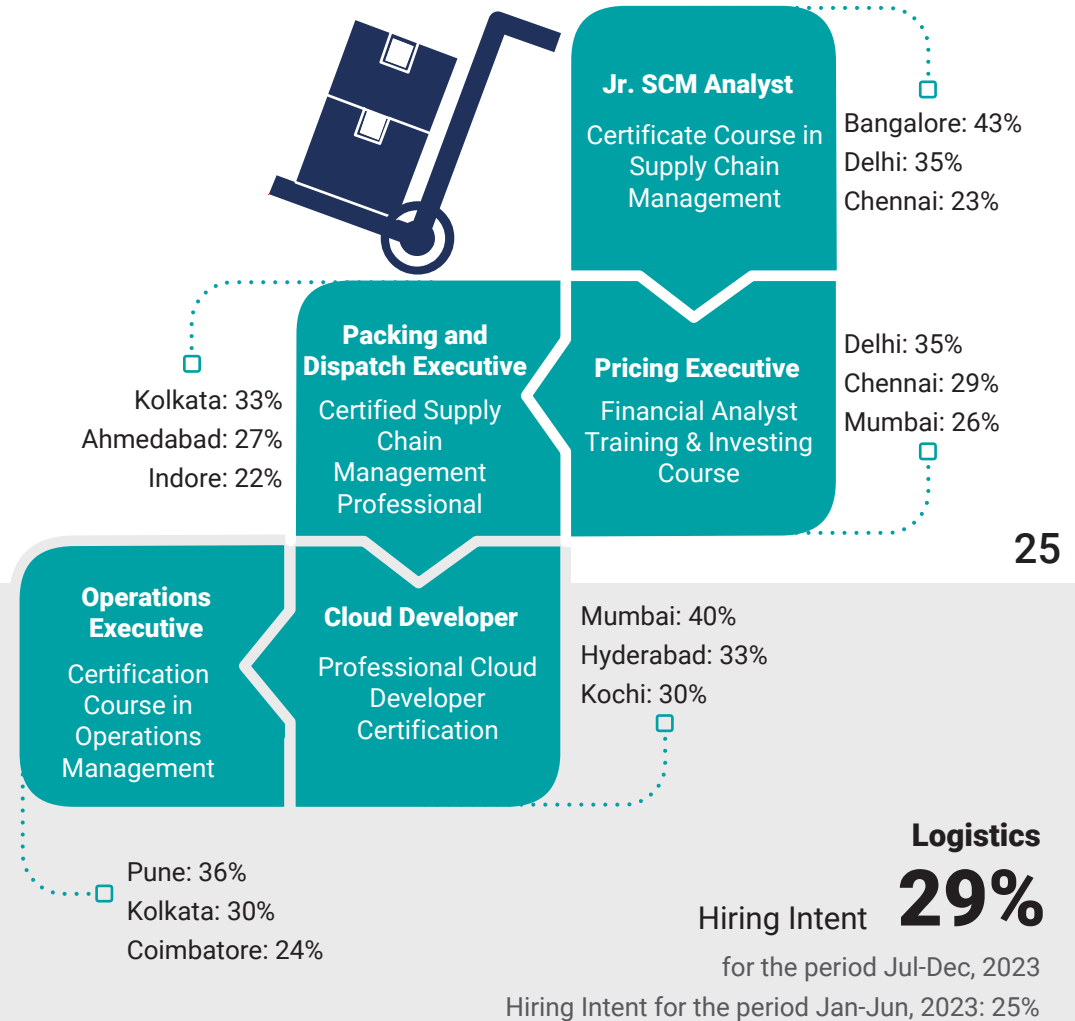 Jr. SCM Analyst
Certificate Course in
Supply Chain
Management
Bangalore: 43%
Delhi: 35%
Chennai: 23%
Packing and
Dispatch Executive
Certified Supply
Chain
Management
Professional
Kolkata: 33%
Ahmedabad: 27%
Indore: 22%
Pricing Executive
Financial Analyst
Training & Investing
Course
Delhi: 35%
Chennai: 29%
Mumbai: 26%
25
Operations
Executive
Certification
Course in
Operations
Management
Cloud Developer
Professional Cloud
Developer
Certification
Mumbai: 40%
Hyderabad: 33%
Kochi: 30%
Pune: 36%
Kolkata: 30%
Coimbatore: 24%
Logistics
Hiring Intent 29%
for the period Jul-Dec, 2023
Hiring Intent for the period Jan-Jun, 2023: 25%